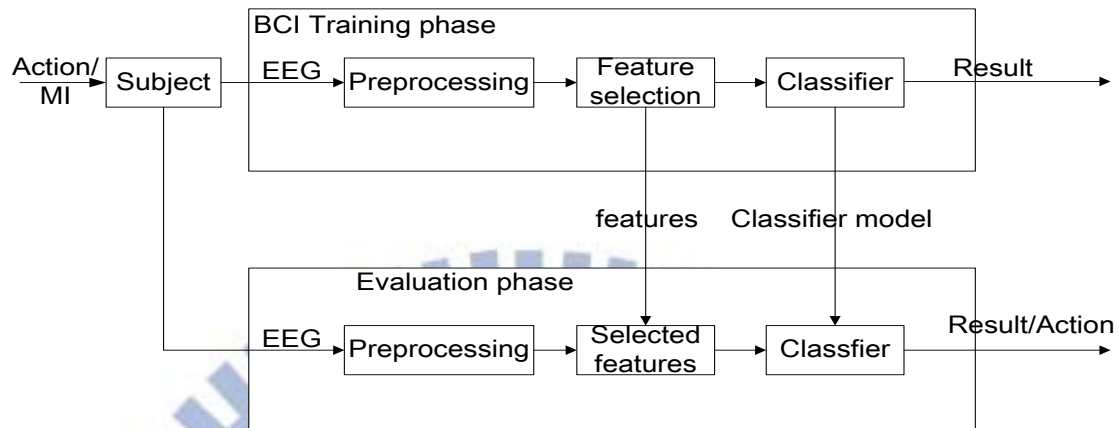 BCI Training phase
Action/
MI
Subject
EEG
Preprocessing
Feature
selection
Classifier
Result
features
Classifier model
Evaluation phase
EEG
Preprocessing
Selected
features
Classfier
Result/Action